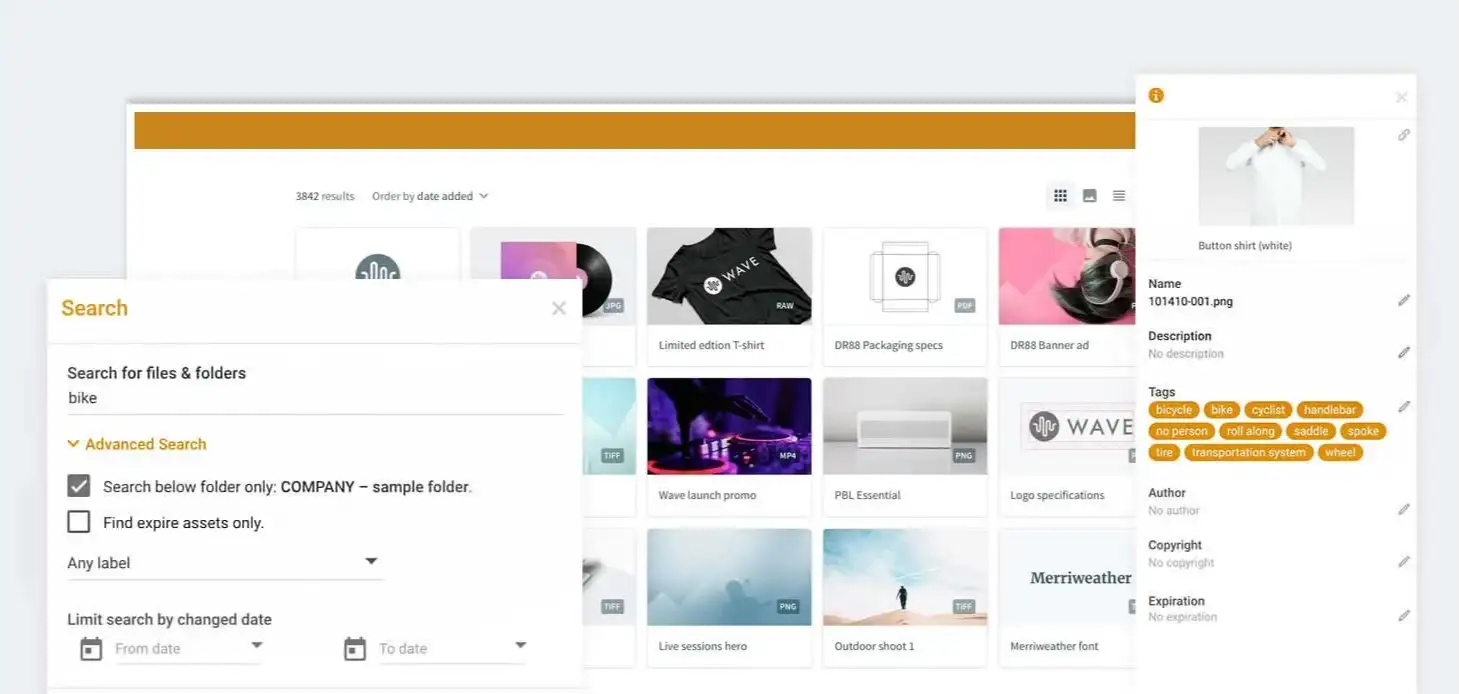 3842 results Order by date added
JPG
WAVE
RAW
PDF
Limited edtion T-shirt
DR88 Packaging specs
DR88 Banner ad
TIFF
MP4
PNG
WAVE
Wave launch promo
PBL Essential
Logo specifications
TIFF
PNG
TIFF
Merriweather
Live sessions hero
Outdoor shoot 1
Merriweather font
Search
Search for files & folders
bike
Advanced Search
Search below folder only: COMPANY – sample folder.
Find expire assets only.
Any label
Limit search by changed date
From date To date
Button shirt (white)
Name
101410-001.png
Description
No description
Tags
bicycle bike cyclist handlebar
no person roll along saddle spoke
tire transportation system wheel
Author
No author
Copyright
No copyright
Expiration
No expiration